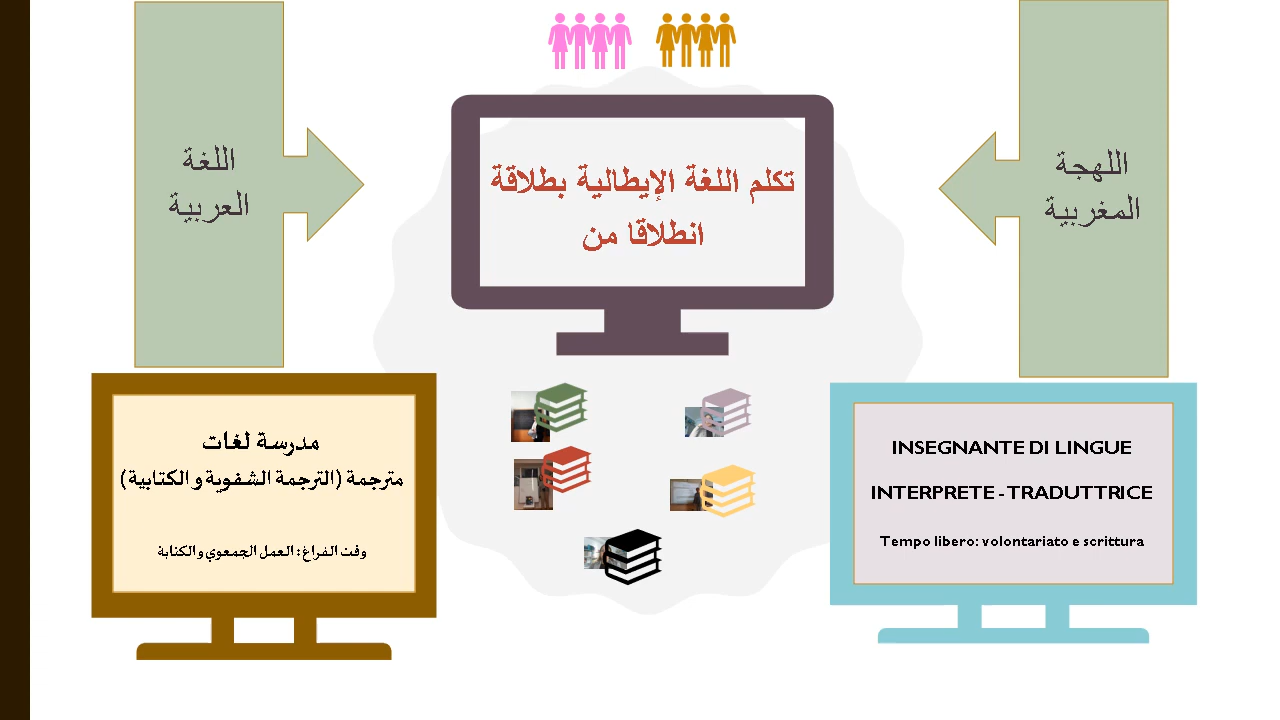 تكلم اللغة الإيطالية بطلاقة
انطلاقا من
اللهجة
المغربية
اللغة
العربية
مدرسة لغات
مترجمة (الترجمة الشفوية و الكتابية)
وقت الفراغ: العمل الجمعوي و الكتابة
INSEGNANTE DI LINGUE
INTERPRETE - TRADUTTRICE
Tempo libero: volontariato e scrittura